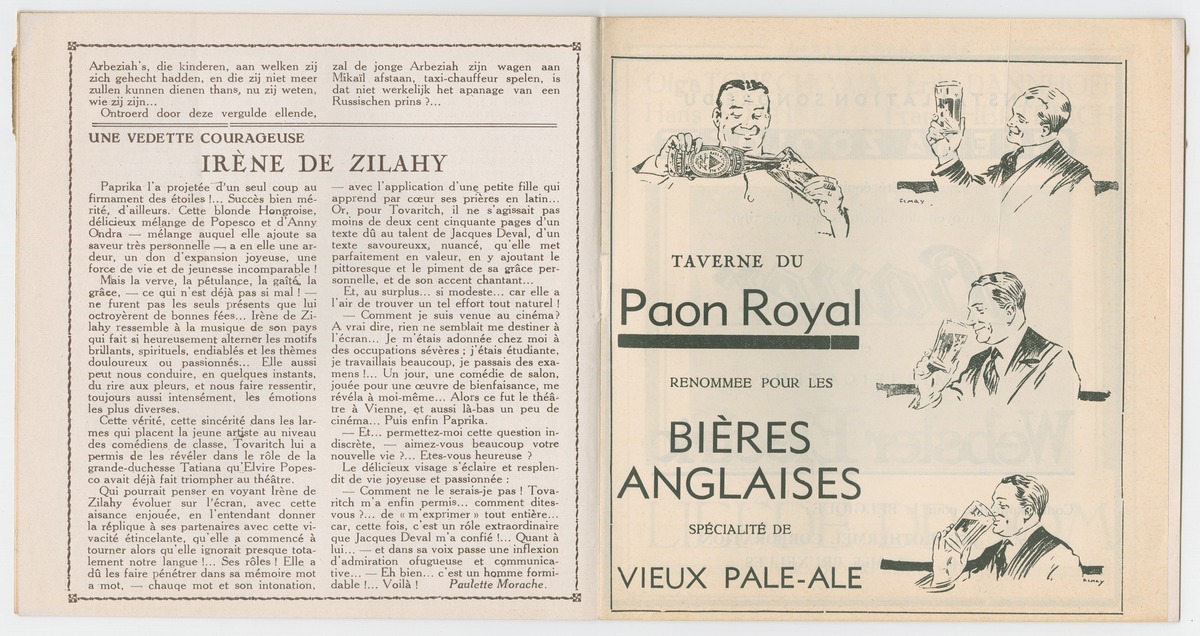 Arbeziah's, die kinderen, aan welken zij
zich gehecht hadden, en die zij niet meer
zullen kunnen dienen thans, nu zij weten,
wie zij zijn...
Ontroerd door deze vergulde ellende,
zal de jonge Arbeziah zijn wagen aan
Mikaïl afstaan, taxi-chauffeur spelen, is
dat niet werkelijk het apanage van een
Russischen prins ?...
UNE VEDETTE COURAGEUSE
IRÈNE DE ZILAHY
Paprika l'a projetée d'un seul coup au
firmament des étoiles !... Succès bien mé-
rité, d'ailleurs. Cette blonde Hongroise,
délicieux mélange de Popesco et d'Anny
Ondra — mélange auquel elle ajoute sa
saveur très personnelle —, a en elle une ar-
deur, un don d'expansion joyeuse, une
force de vie et de jeunesse incomparable !
Mais la verve, la pétulance, la gaîté, la
grâce, — ce qui n'est déjà pas si mal ! —
ne furent pas les seuls présents que lui
octroyèrent de bonnes fées... Irène de Zi-
lahy ressemble à la musique de son pays
qui fait si heureusement alterner les motifs
brillants, spirituels, endiablés et les thèmes
douloureux ou passionnés... Elle aussi
peut nous conduire, en quelques instants,
du rire aux pleurs, et nous faire ressentir,
toujours aussi intensément, les émotions
les plus diverses.
Cette vérité, cette sincérité dans les lar-
mes qui placent la jeune artiste au niveau
des comédiens de classe, Tovaritch lui a
permis de les révéler dans le rôle de la
grande-duchesse Tatiana qu'Elvire Popes-
co avait déjà fait triompher au théâtre.
Qui pourrait penser en voyant Irène de
Zilahy évoluer sur l'écran, avec cette
aisance enjouée, en l'entendant donner
la réplique à ses partenaires avec cette vi-
vacité étincelante, qu'elle a commencé à
tourner alors qu'elle ignorait presque tota-
lement notre langue !... Ses rôles ! Elle a
dû les faire pénétrer dans sa mémoire mot
a mot, — chaque mot et son intonation,
— avec l'application d'une petite fille qui
apprend par cœur ses prières en latin...
Or, pour Tovaritch, il ne s'agissait pas
moins de deux cent cinquante pages d'un
texte dû au talent de Jacques Deval, d'un
texte savoureuxx, nuancé, qu'elle met
parfaitement en valeur, en y ajoutant le
pittoresque et le piment de sa grâce per-
sonnelle, et de son accent chantant...
Et, au surplus... si modeste... car elle a
l'air de trouver un tel effort tout naturel !
— Comment je suis venue au cinéma?
A vrai dire, rien ne semblait me destiner à
l'écran... Je m'étais adonnée chez moi à
des occupations sévères ; j'étais étudiante,
je travaillais beaucoup, je passais des exa-
mens !... Un jour, une comédie de salon,
jouée pour une œuvre de bienfaisance, me
révéla à moi-même... Alors ce fut le théâ-
tre à Vienne, et aussi là-bas un peu de
cinéma... Puis enfin Paprika.
— Et... permettez-moi cette question in-
discrète, — aimez-vous beaucoup votre
nouvelle vie ?... Etes-vous heureuse ?
Le délicieux visage s'éclaire et resplen-
dit de vie joyeuse et passionnée :
— Comment ne le serais-je pas ! Tova-
ritch m'a enfin permis... comment dites-
vous ?... de « m'exprimer » tout entière...
car, cette fois, c'est un rôle extraordinaire
que Jacques Deval m'a confié !... Quant à
lui... — et dans sa voix passe une inflexion
d'admiration ofugueuse et communica-
tive... — Eh bien... c'est un homme formi-
dable !... Voilà ! Paulette Morache.
ELMAY
TAVERNE DU
Paon Royal
RENOMMEE POUR LES
BIÈRES
ANGLAISES
SPÉCIALITÉ DE
VIEUX PALE-ALE